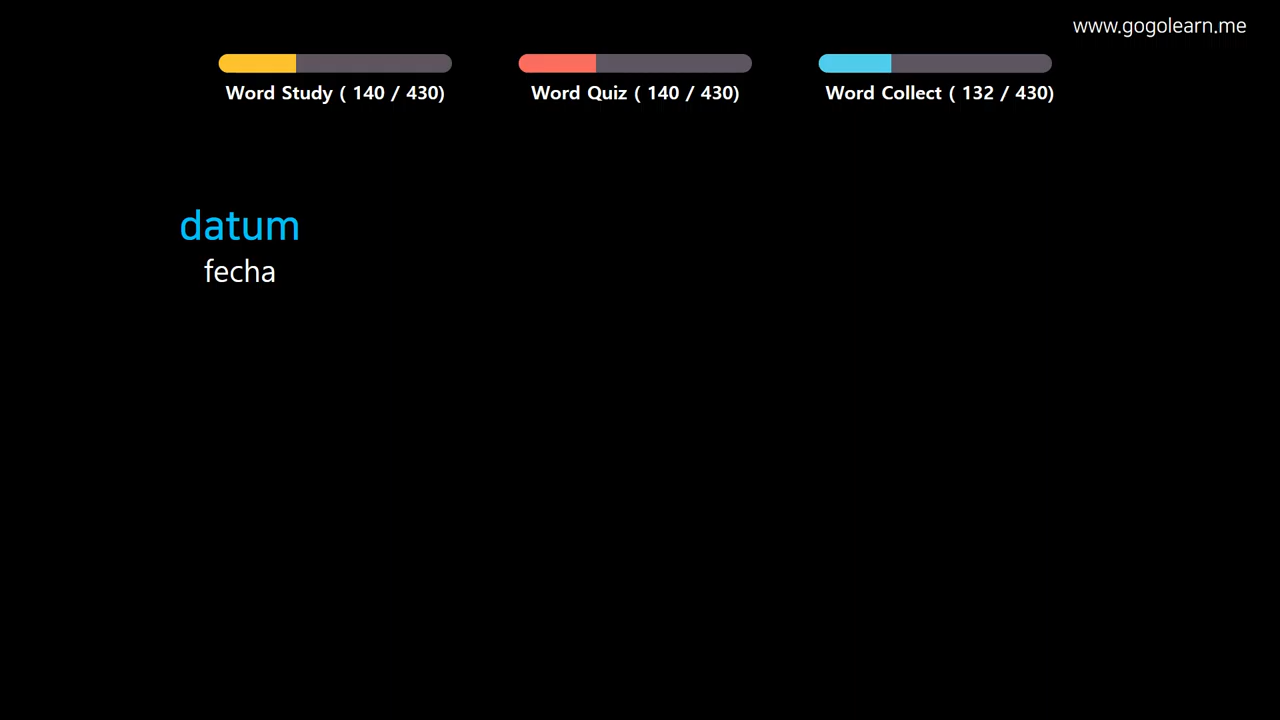 www.gogolearn.me
Word Study ( 140 / 430)
Word Quiz ( 140 / 430)
Word Collect ( 132 / 430)
datum
fecha